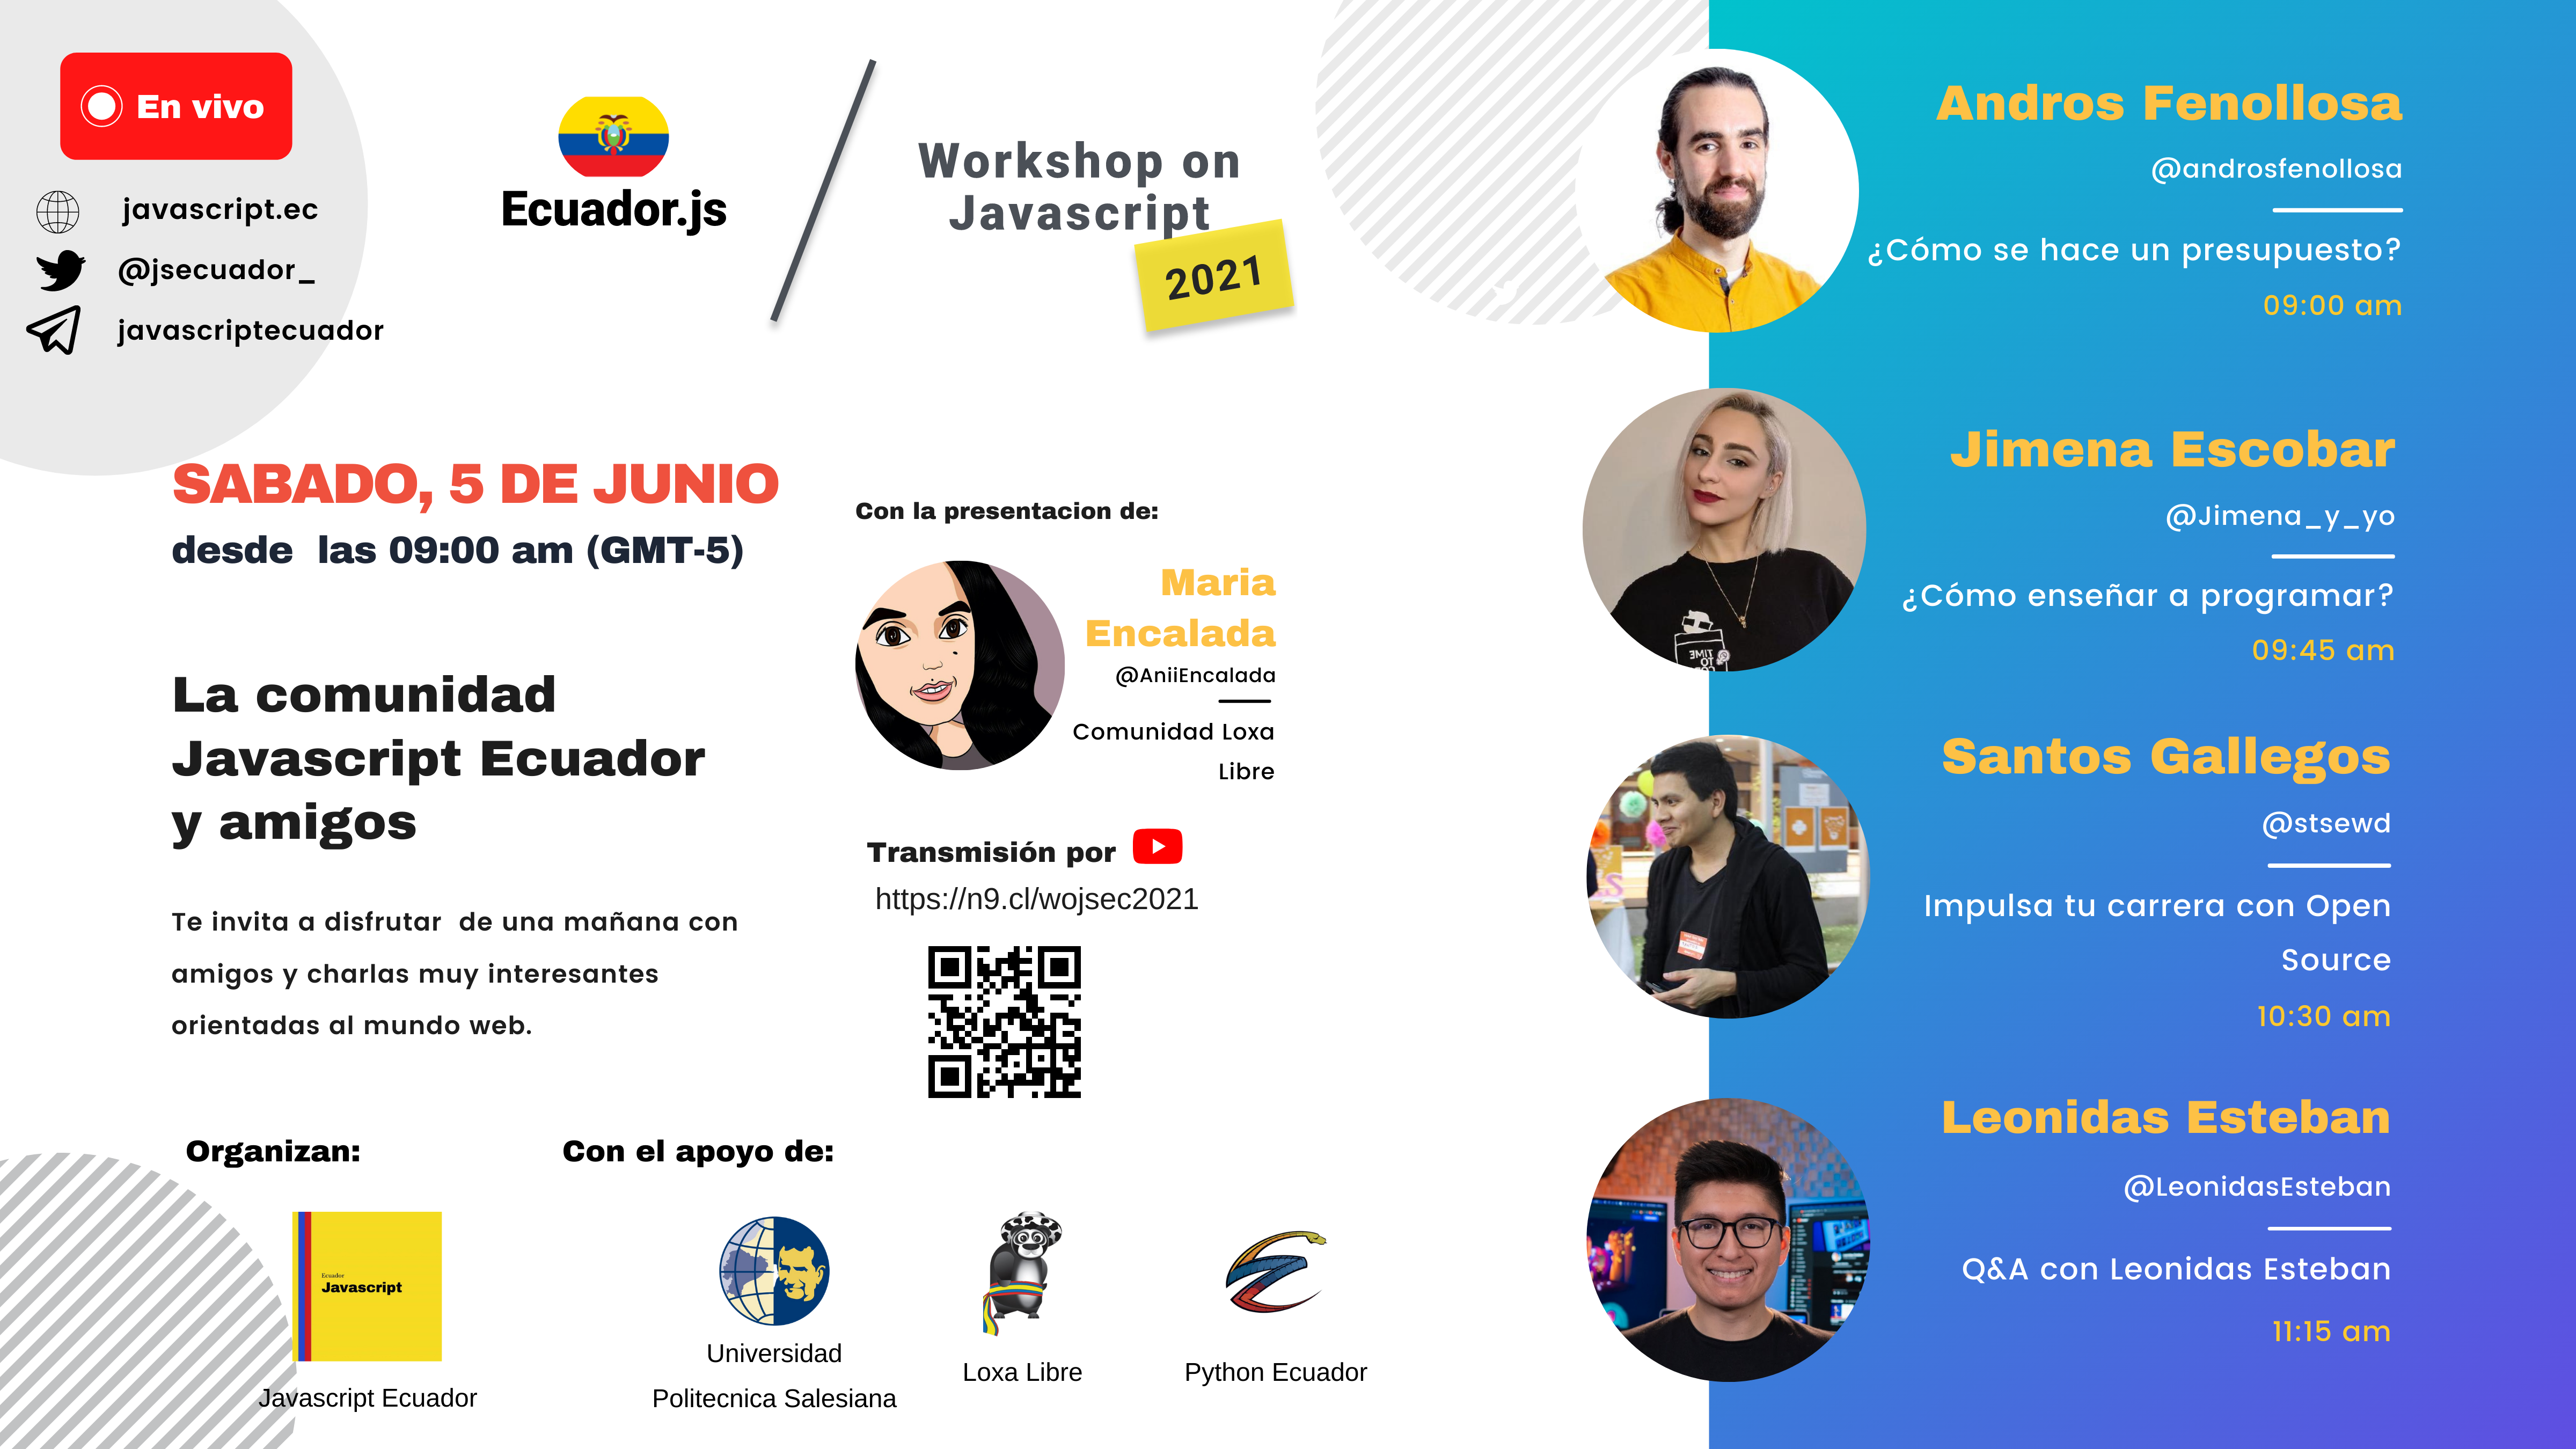 En vivo
javascript.ec
@jsecuador_
javascriptecuador
Ecuador.js
Workshop on
Javascript
2021
SABADO, 5 DE JUNIO
desde las 09:00 am (GMT-5)
La comunidad
Javascript Ecuador
y amigos
Te invita a disfrutar de una mañana con
amigos y charlas muy interesantes
orientadas al mundo web.
Con la presentacion de:
Maria
Encalada
@AniiEncalada
Comunidad Loxa
Libre
Transmisión por
https://n9.cl/wojsec2021
Organizan:
Ecuador
Javascript
Javascript Ecuador
Con el apoyo de:
Universidad
Politecnica Salesiana
Loxa Libre
Python Ecuador
Andros Fenollosa
@androsfenollosa
¿Cómo se hace un presupuesto?
09:00 am
Jimena Escobar
@Jimena_y_yo
¿Cómo enseñar a programar?
09:45 am
TIME
TO
Santos Gallegos
@stsewd
Impulsa tu carrera con Open
Source
10:30 am
Leonidas Esteban
@LeonidasEsteban
Q&A con Leonidas Esteban
11:15 am